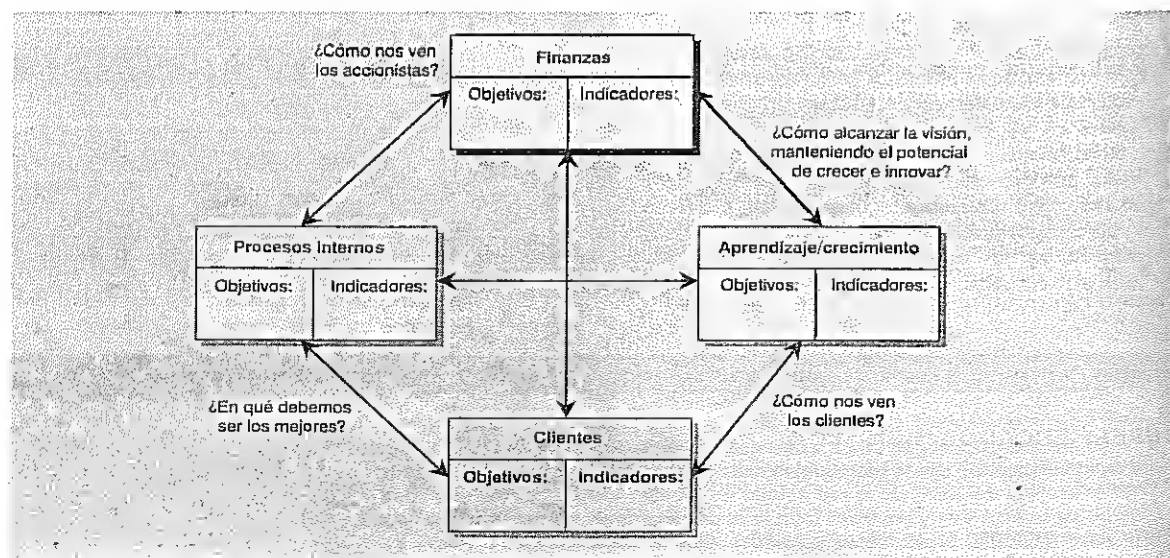 ¿Cómo nos ven
los accionistas?
Finanzas
Objetivos:
Indicadores:
¿Cómo alcanzar la visión,
manteniendo el potencial
de crecer e innovar?
Procesos Internos
Objetivos:
Indicadores:
Aprendizaje/crecimiento
Objetivos:
Indicadores:
¿En qué debemos
ser los mejores?
¿Cómo nos ven
los clientes?
Clientes
Objetivos:
Indicadores: